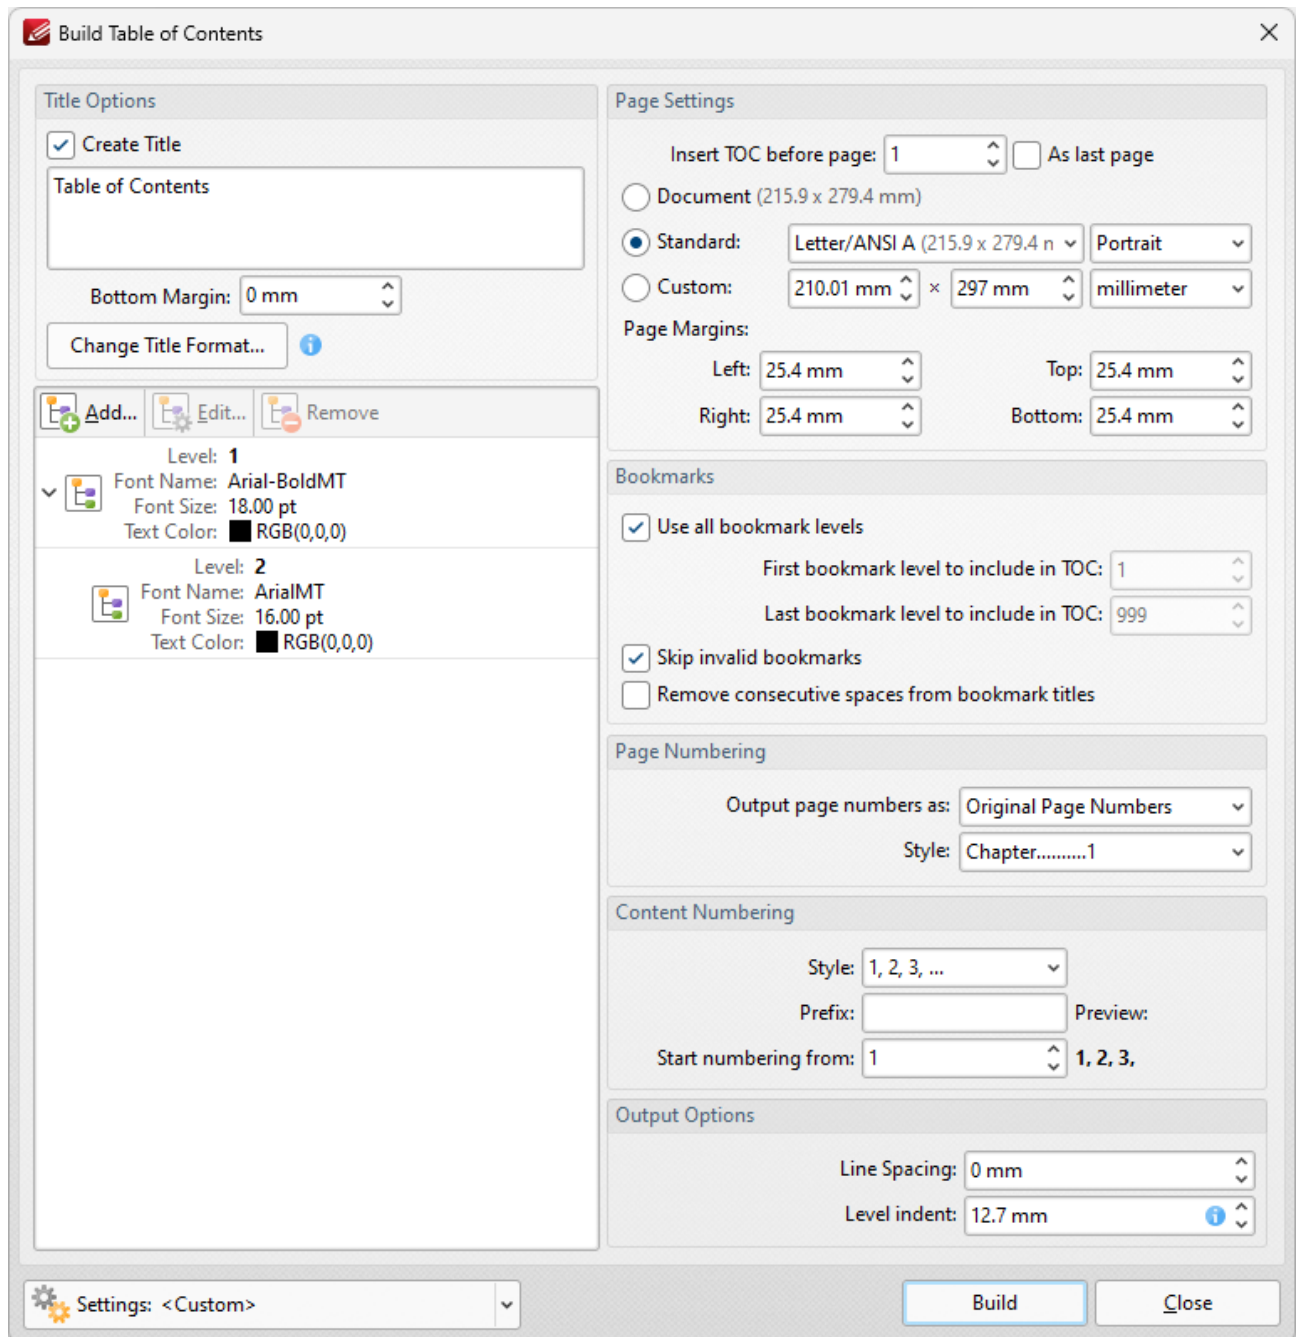 Build Table of Contents
Title Options
Create Title
Table of Contents
Bottom Margin: 0 mm
Change Title Format...
Add... Edit... Remove
Level: 1
Font Name: Arial-BoldMT
Font Size: 18.00 pt
Text Color: RGB(0,0,0)
Level: 2
Font Name: ArialMT
Font Size: 16.00 pt
Text Color: RGB(0,0,0)
Page Settings
Insert TOC before page: 1 As last page
Document (215.9 x 279.4 mm)
Standard: Letter/ANSI A (215.9 x 279.4 n Portrait
Custom: 210.01 mm × 297 mm millimeter
Page Margins:
Left: 25.4 mm Top: 25.4 mm
Right: 25.4 mm Bottom: 25.4 mm
Bookmarks
Use all bookmark levels
First bookmark level to include in TOC: 1
Last bookmark level to include in TOC: 999
Skip invalid bookmarks
Remove consecutive spaces from bookmark titles
Page Numbering
Output page numbers as: Original Page Numbers
Style: Chapter..........1
Content Numbering
Style: 1, 2, 3, ...
Prefix: Preview:
Start numbering from: 1 1, 2, 3,
Output Options
Line Spacing: 0 mm
Level indent: 12.7 mm
Settings: <Custom> Build Close